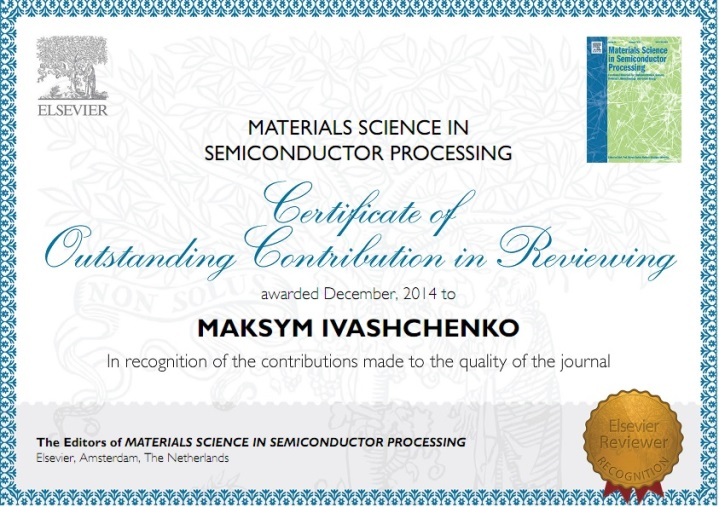 ELSEVIER
Materials Science
in Semiconductor
Processing
MATERIALS SCIENCE IN
SEMICONDUCTOR PROCESSING
Certificate of
Outstanding Contribution in Reviewing
awarded December, 2014 to
MAKSYM IVASHCHENKO
In recognition of the contributions made to the quality of the journal
The Editors of MATERIALS SCIENCE IN SEMICONDUCTOR PROCESSING
Elsevier, Amsterdam, The Netherlands
Elsevier
Reviewer
RECOGNITION
NON SOLUS